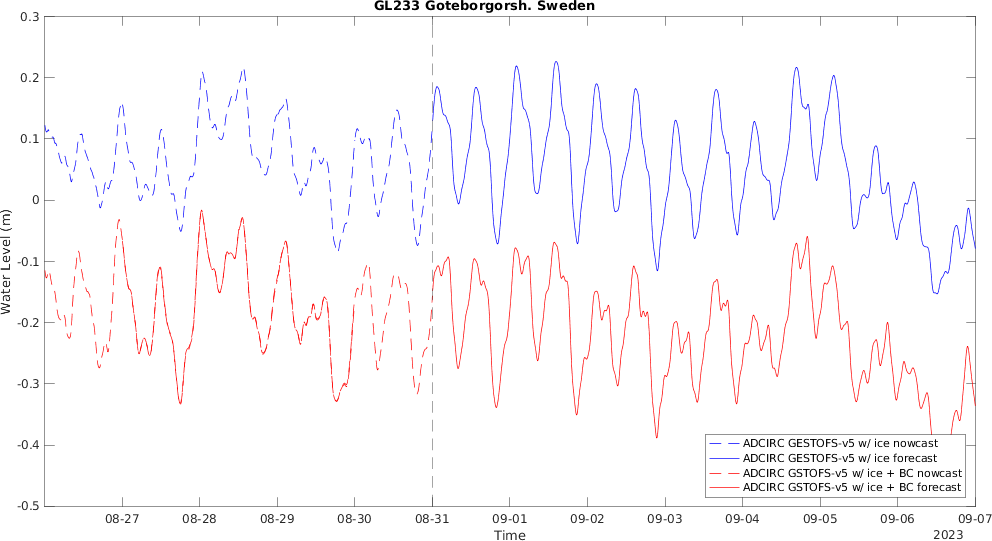 GL233 Goteborgorsh. Sweden
Water Level (m)
0.3
0.2
0.1
0
-0.1
-0.2
-0.3
-0.4
-0.5
ADCIRC GESTOFS-v5 w/ ice nowcast
ADCIRC GESTOFS-v5 w/ ice forecast
ADCIRC GSTOFS-v5 w/ ice + BC nowcast
ADCIRC GSTOFS-v5 w/ ice + BC forecast
08-27 08-28 08-29 08-30 08-31 09-01 09-02 09-03 09-04 09-05 09-06 09-07
Time
2023